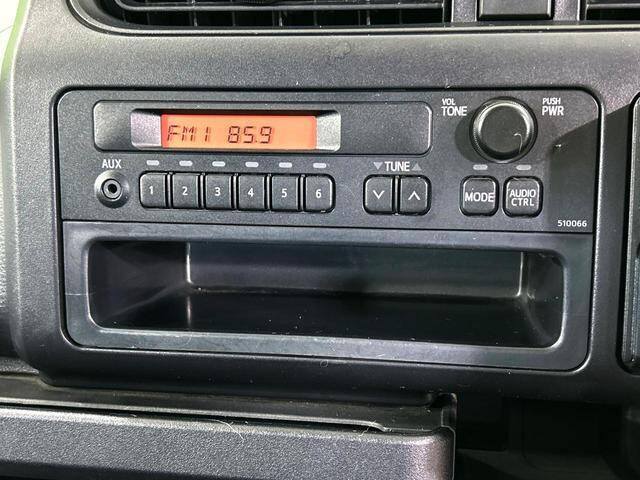 FM1 85.9
VOL
TONE
PUSH
PWR
AUX
1 2 3 4 5 6
▼ TUNE ▲
MODE
AUDIO
CTRL
510066